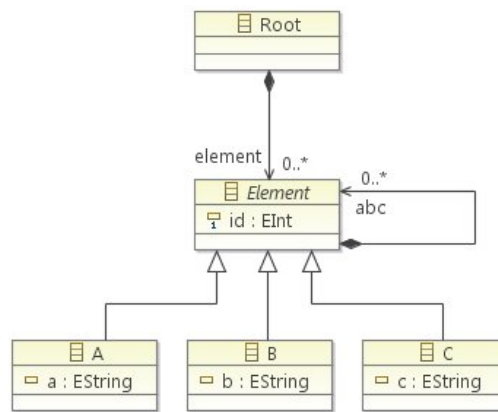 Root
element
0..*
Element
id : EInt
0..*
abc
A
a : EString
B
b : EString
C
c : EString